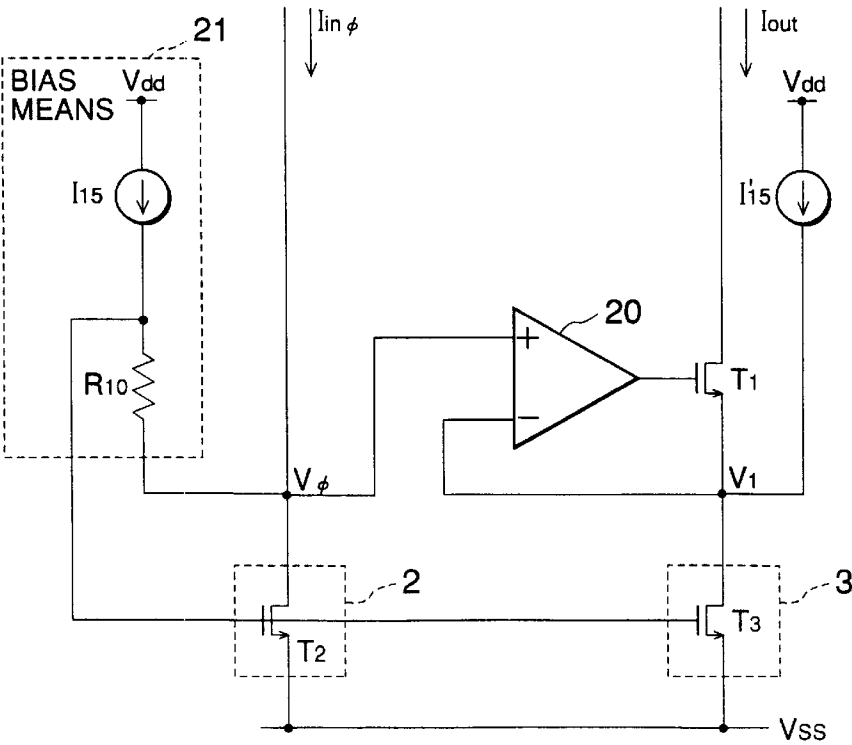 21
Iin φ
Iout
BIAS
MEANS
Vdd
Vdd
I15
I'15
20
+
R10
T1
−
Vφ
V1
2
3
T2
T3
VSS